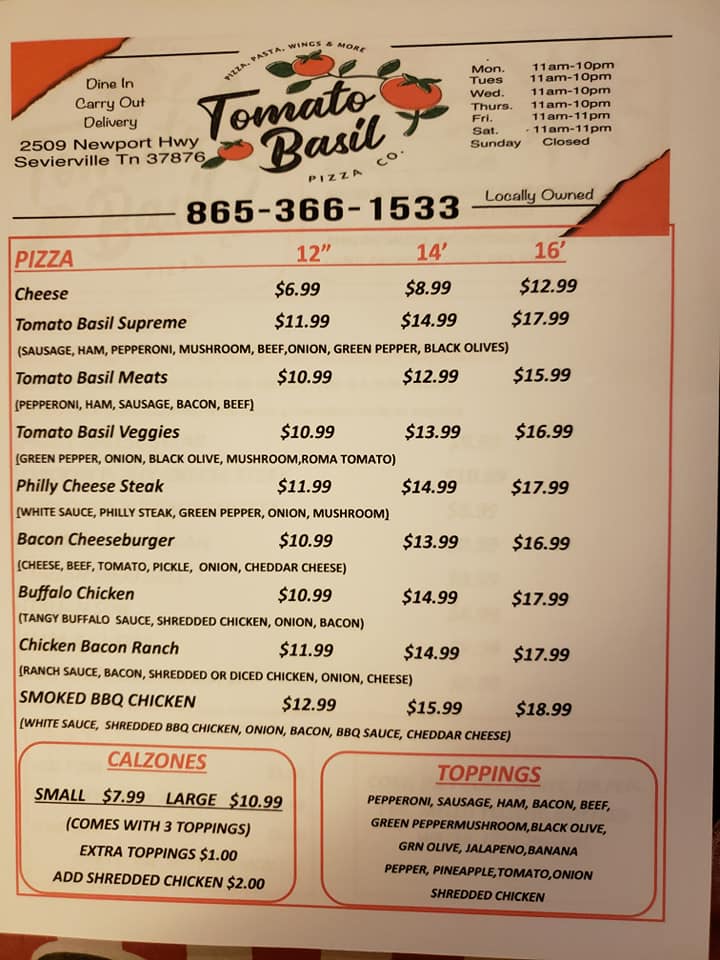 PIZZA, PASTA, WINGS & MORE
Tomato
Basil
PIZZA CO.
Dine In
Carry Out
Delivery
2509 Newport Hwy
Sevierville Tn 37876
Mon. 11am-10pm
Tues 11am-10pm
Wed. 11am-10pm
Thurs. 11am-10pm
Fri. 11am-11pm
Sat. 11am-11pm
Sunday Closed
865-366-1533
Locally Owned
PIZZA 12” 14’ 16’
Cheese $6.99 $8.99 $12.99
Tomato Basil Supreme $11.99 $14.99 $17.99
(SAUSAGE, HAM, PEPPERONI, MUSHROOM, BEEF,ONION, GREEN PEPPER, BLACK OLIVES)
Tomato Basil Meats $10.99 $12.99 $15.99
(PEPPERONI, HAM, SAUSAGE, BACON, BEEF)
Tomato Basil Veggies $10.99 $13.99 $16.99
(GREEN PEPPER, ONION, BLACK OLIVE, MUSHROOM,ROMA TOMATO)
Philly Cheese Steak $11.99 $14.99 $17.99
(WHITE SAUCE, PHILLY STEAK, GREEN PEPPER, ONION, MUSHROOM)
Bacon Cheeseburger $10.99 $13.99 $16.99
(CHEESE, BEEF, TOMATO, PICKLE, ONION, CHEDDAR CHEESE)
Buffalo Chicken $10.99 $14.99 $17.99
(TANGY BUFFALO SAUCE, SHREDDED CHICKEN, ONION, BACON)
Chicken Bacon Ranch $11.99 $14.99 $17.99
(RANCH SAUCE, BACON, SHREDDED OR DICED CHICKEN, ONION, CHEESE)
SMOKED BBQ CHICKEN $12.99 $15.99 $18.99
(WHITE SAUCE, SHREDDED BBQ CHICKEN, ONION, BACON, BBQ SAUCE, CHEDDAR CHEESE)
CALZONES
SMALL $7.99 LARGE $10.99
(COMES WITH 3 TOPPINGS)
EXTRA TOPPINGS $1.00
ADD SHREDDED CHICKEN $2.00
TOPPINGS
PEPPERONI, SAUSAGE, HAM, BACON, BEEF,
GREEN PEPPERMUSHROOM,BLACK OLIVE,
GRN OLIVE, JALAPENO,BANANA
PEPPER, PINEAPPLE,TOMATO,ONION
SHREDDED CHICKEN